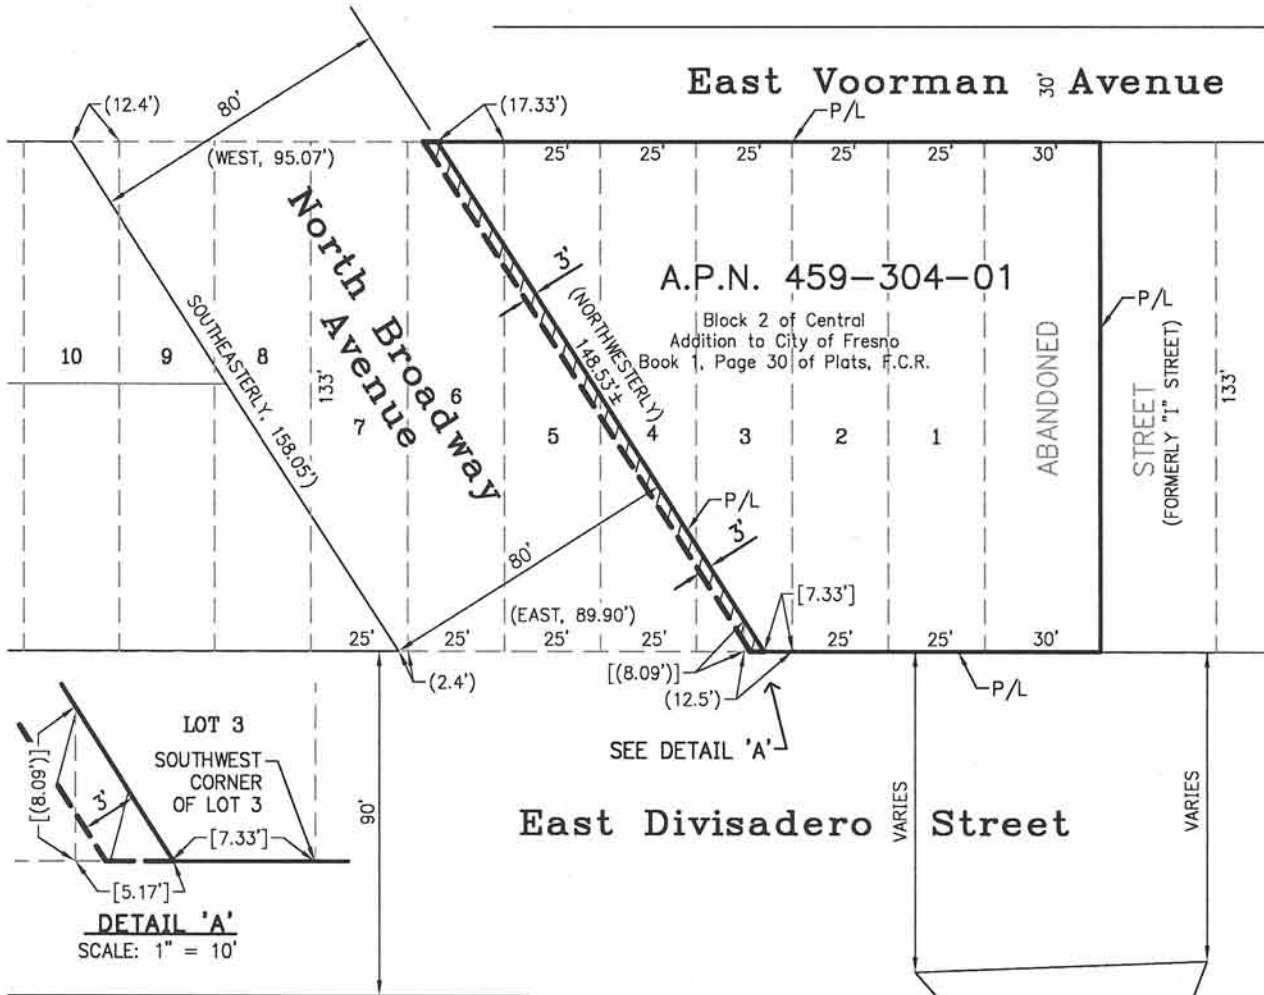 East Voorman 30' Avenue
P/L
(12.4')
80'
(17.33')
(WEST, 95.07')
25' 25' 25' 25' 25' 30'
North Broadway
Avenue
3'
A.P.N. 459-304-01
Block 2 of Central
Addition to City of Fresno
Book 1, Page 30 of Plats, F.C.R.
(NORTHWESTERLY)
148.53'±
SOUTHEASTERLY, 158.05')
P/L
10 9 8 7 6 5 4 3 2 1
133'
ABANDONED
STREET
(FORMERLY "I" STREET)
133'
P/L
3'
80'
[7.33']
(EAST, 89.90')
25' 25' 25' 25' 25' 25' 30'
(2.4')
[(8.09')]
(12.5')
P/L
SEE DETAIL 'A'
LOT 3
SOUTHWEST
CORNER
OF LOT 3
[(8.09')]
3'
[7.33']
[5.17']
DETAIL 'A'
SCALE: 1" = 10'
90'
East Divisadero Street
VARIES
VARIES